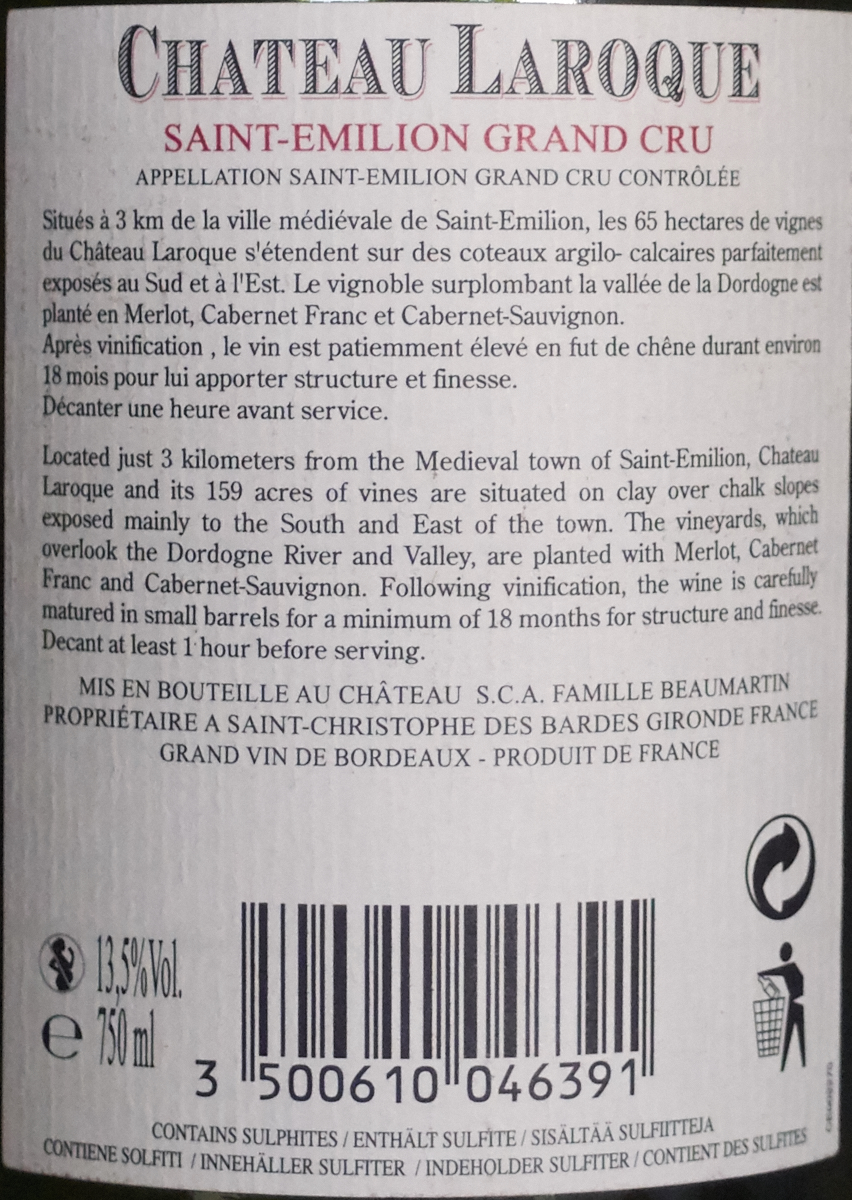 CHATEAU LAROQUE
SAINT-EMILION GRAND CRU
APPELLATION SAINT-EMILION GRAND CRU CONTRÔLÉE
Situés à 3 km de la ville médiévale de Saint-Emilion, les 65 hectares de vignes
du Château Laroque s'étendent sur des coteaux argilo- calcaires parfaitement
exposés au Sud et à l'Est. Le vignoble surplombant la vallée de la Dordogne est
planté en Merlot, Cabernet Franc et Cabernet-Sauvignon.
Après vinification , le vin est patiemment élevé en fut de chêne durant environ
18 mois pour lui apporter structure et finesse.
Décanter une heure avant service.
Located just 3 kilometers from the Medieval town of Saint-Emilion, Chateau
Laroque and its 159 acres of vines are situated on clay over chalk slopes
exposed mainly to the South and East of the town. The vineyards, which
overlook the Dordogne River and Valley, are planted with Merlot, Cabernet
Franc and Cabernet-Sauvignon. Following vinification, the wine is carefully
matured in small barrels for a minimum of 18 months for structure and finesse.
Decant at least 1 hour before serving.
MIS EN BOUTEILLE AU CHÂTEAU S.C.A. FAMILLE BEAUMARTIN
PROPRIÉTAIRE A SAINT-CHRISTOPHE DES BARDES GIRONDE FRANCE
GRAND VIN DE BORDEAUX - PRODUIT DE FRANCE
13,5%Vol.
e 750 ml
3 500610 046391
CONTAINS SULPHITES / ENTHÄLT SULFITE / SISÄLTÄÄ SULFIITTEJA
CONTIENE SOLFITI / INNEHÄLLER SULFITER / INDEHOLDER SULFITER / CONTIENT DES SULFITES